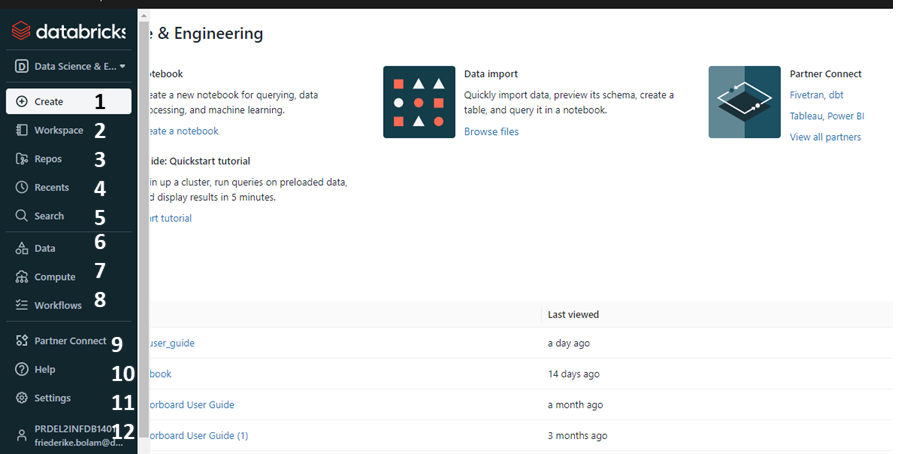 databricks
Data Science & E...
Create 1
Workspace 2
Repos 3
Recents 4
Search 5
Data 6
Compute 7
Workflows 8
Partner Connect 9
Help 10
Settings 11
PRDEL2INFDB1401 12
friederike.bolam@d...
& Engineering
otebook
eate a new notebook for querying, data
ocessing, and machine learning.
eate a notebook
ide: Quickstart tutorial
in up a cluster, run queries on preloaded data,
d display results in 5 minutes.
rt tutorial
Data import
Quickly import data, preview its schema, create a
table, and query it in a notebook.
Browse files
Partner Connect
Fivetran, dbt
Tableau, Power BI
View all partners
Last viewed
user_guide a day ago
book 14 days ago
orboard User Guide a month ago
orboard User Guide (1) 3 months ago